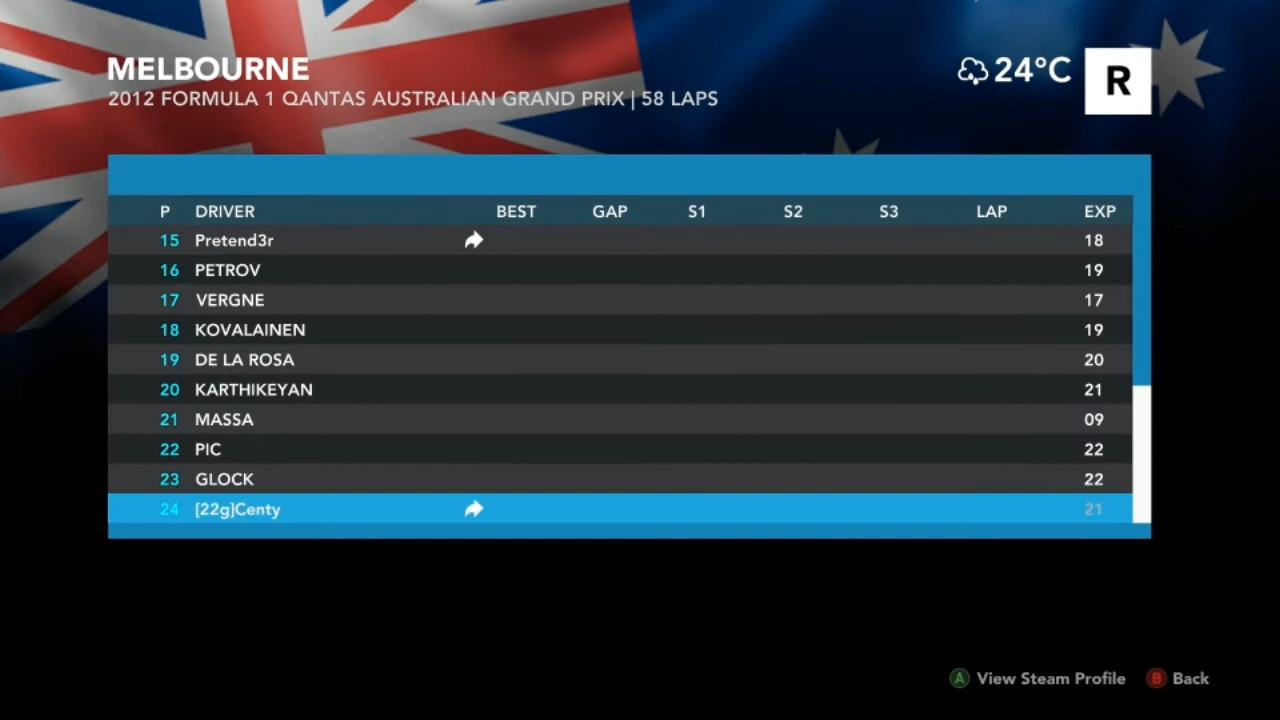 MELBOURNE
2012 FORMULA 1 QANTAS AUSTRALIAN GRAND PRIX | 58 LAPS
24°C
R
P DRIVER BEST GAP S1 S2 S3 LAP EXP
15 Pretend3r 18
16 PETROV 19
17 VERGNE 17
18 KOVALAINEN 19
19 DE LA ROSA 20
20 KARTHIKEYAN 21
21 MASSA 09
22 PIC 22
23 GLOCK 22
24 [22g]Centy 21
A View Steam Profile B Back